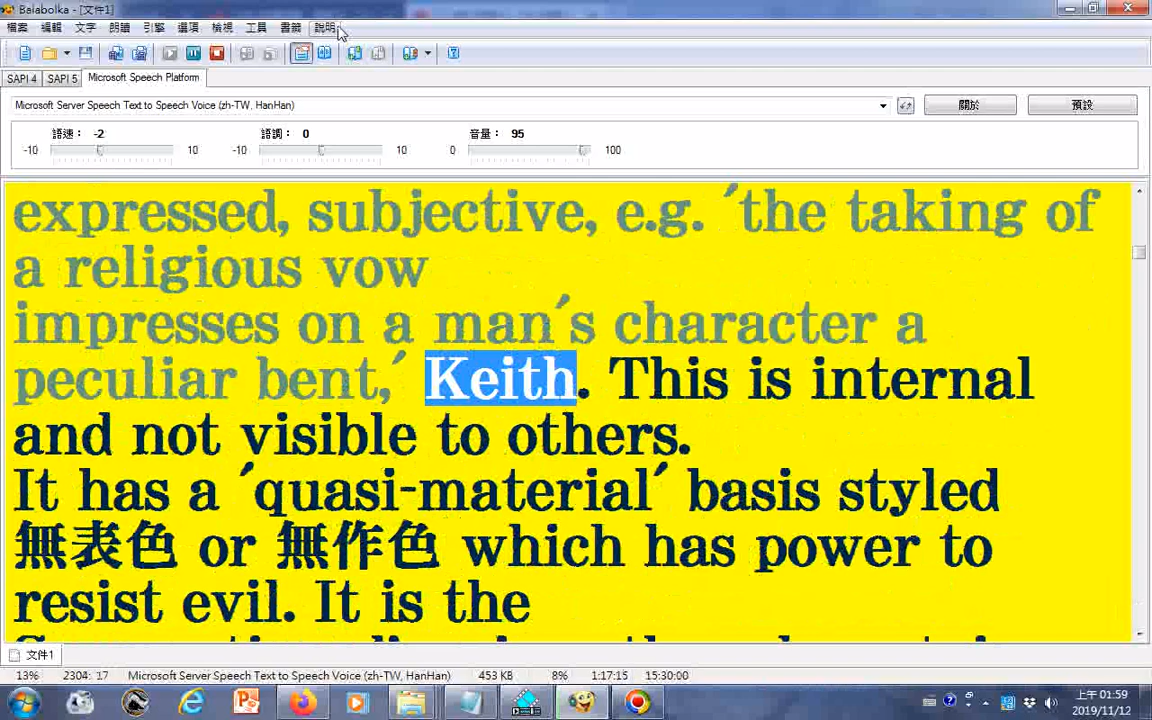 Balabolka - [文件1]
檔案 編輯 文字 朗讀 引擎 選項 檢視 工具 書籤 說明
SAPI 4 SAPI 5 Microsoft Speech Platform
Microsoft Server Speech Text to Speech Voice (zh-TW, HanHan) 關於 預設
語速： -2 語調： 0 音量： 95
-10 10 -10 10 0 100
expressed, subjective, e.g. 'the taking of
a religious vow
impresses on a man's character a
peculiar bent,' Keith. This is internal
and not visible to others.
It has a 'quasi-material' basis styled
無表色 or 無作色 which has power to
resist evil. It is the
文件1
13% 2304: 17 Microsoft Server Speech Text to Speech Voice (zh-TW, HanHan) 453 KB 8% 1:17:15 15:30:00
上午 01:59
2019/11/12